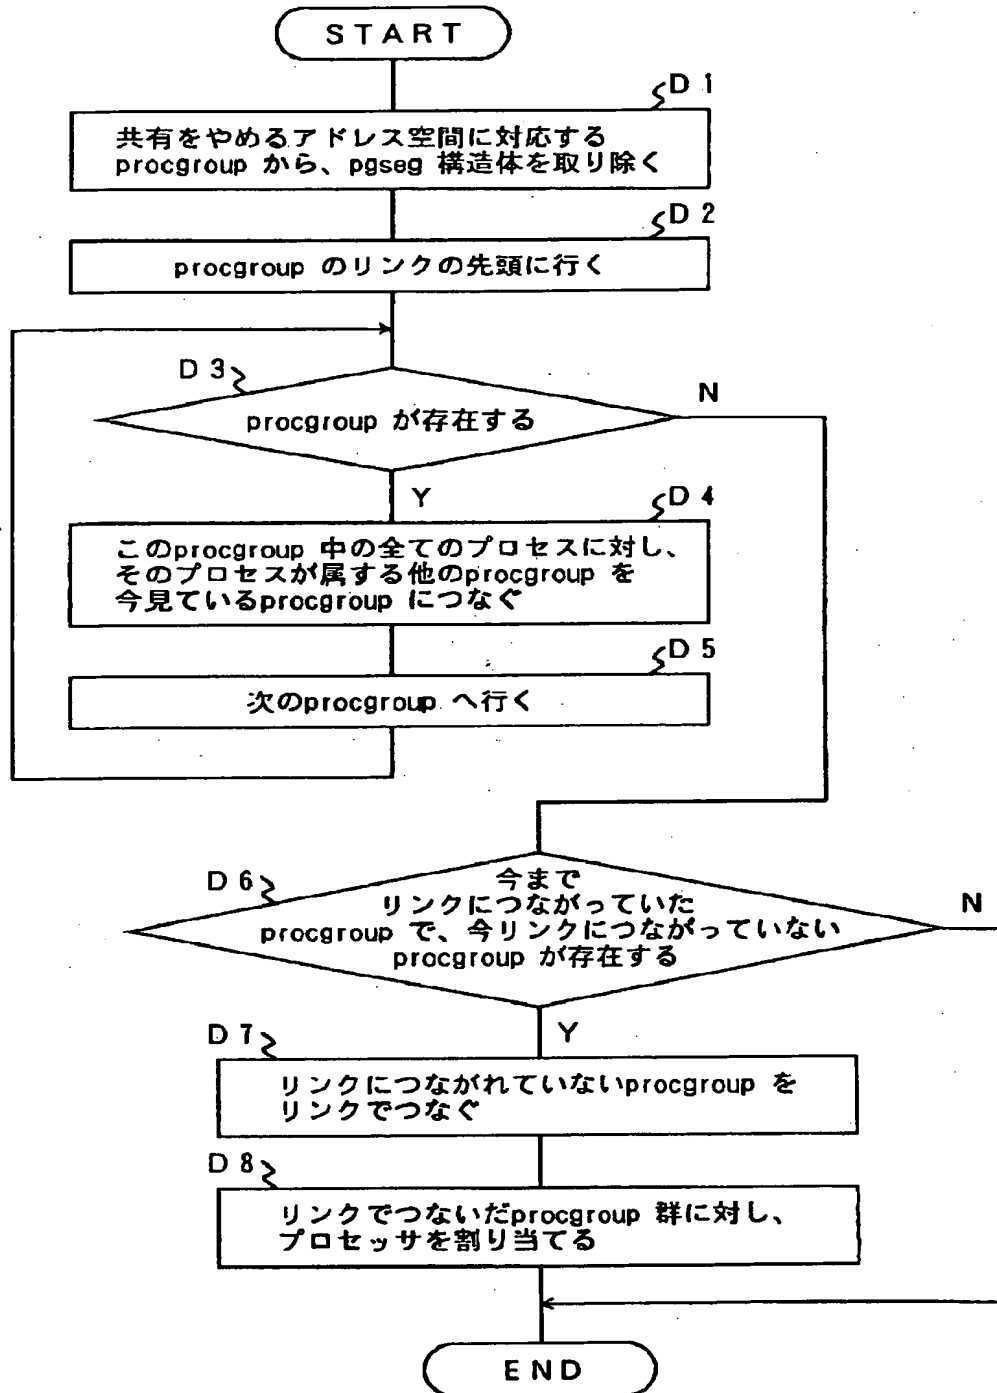 START
D1
共有をやめるアドレス空間に対応する
procgroup から、pgseg 構造体を取り除く
D2
procgroup のリンクの先頭に行く
D3
procgroup が存在する
N
Y
D4
このprocgroup 中の全てのプロセスに対し、
そのプロセスが属する他のprocgroup を
今見ているprocgroup につなぐ
D5
次のprocgroup へ行く
D6
今まで
リンクにつながっていた
procgroup で、今リンクにつながっていない
procgroup が存在する
N
Y
D7
リンクにつながれていないprocgroup を
リンクでつなぐ
D8
リンクでつないだprocgroup 群に対し、
プロセッサを割り当てる
END